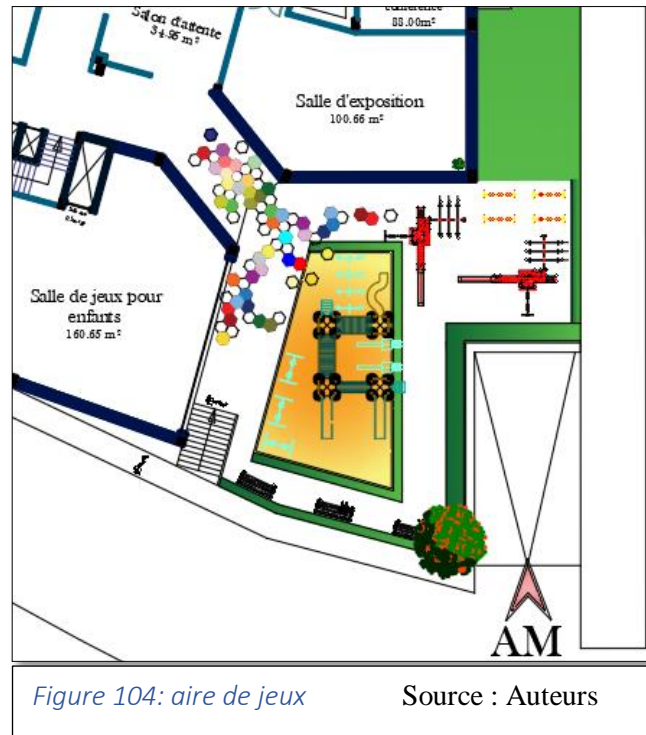 Salon d'attente
34.95 m²
conférence
88.00m²
Salle d'exposition
100.66 m²
Salle de jeux pour
enfants
160.65 m²
AM
Figure 104: aire de jeux Source : Auteurs